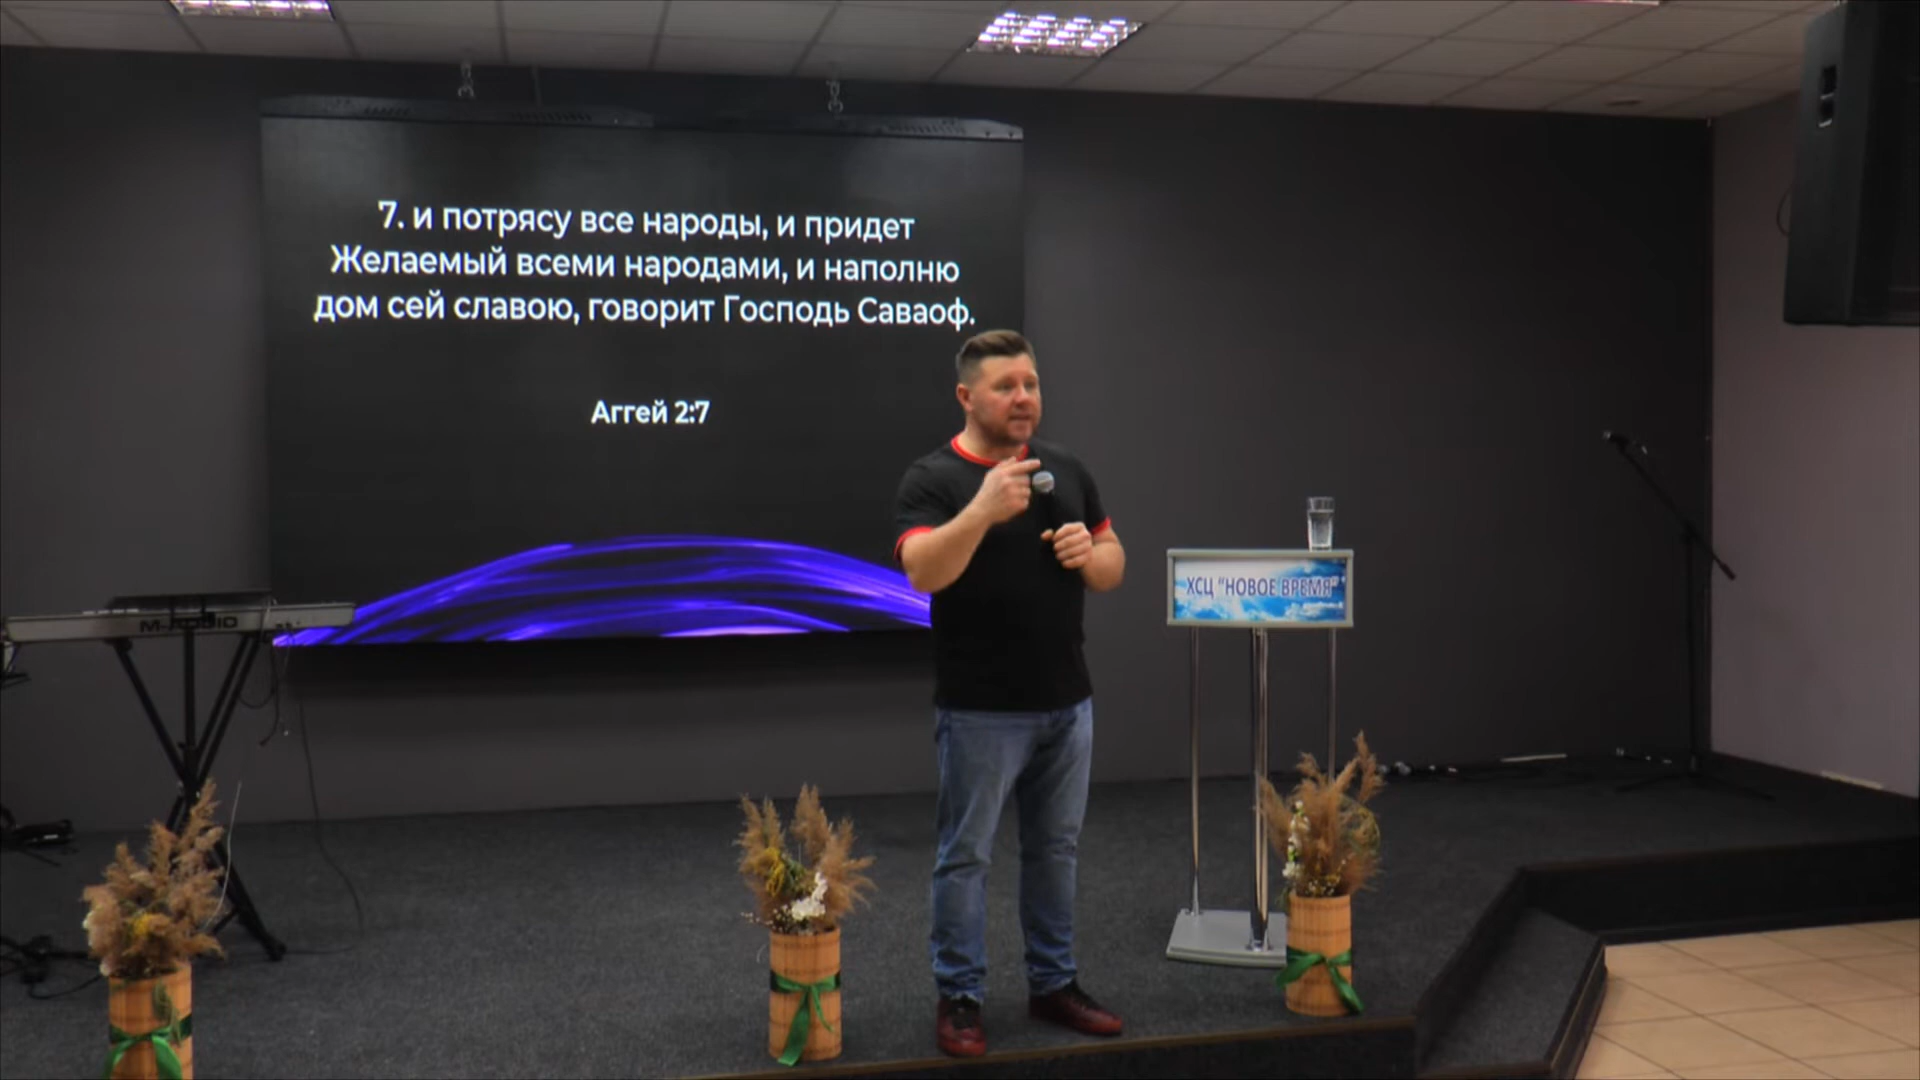 7. и потрясу все народы, и придет
Желаемый всеми народами, и наполню
дом сей славою, говорит Господь Саваоф.
Аггей 2:7
ХСЦ "НОВОЕ ВРЕМЯ"
M-AUDIO